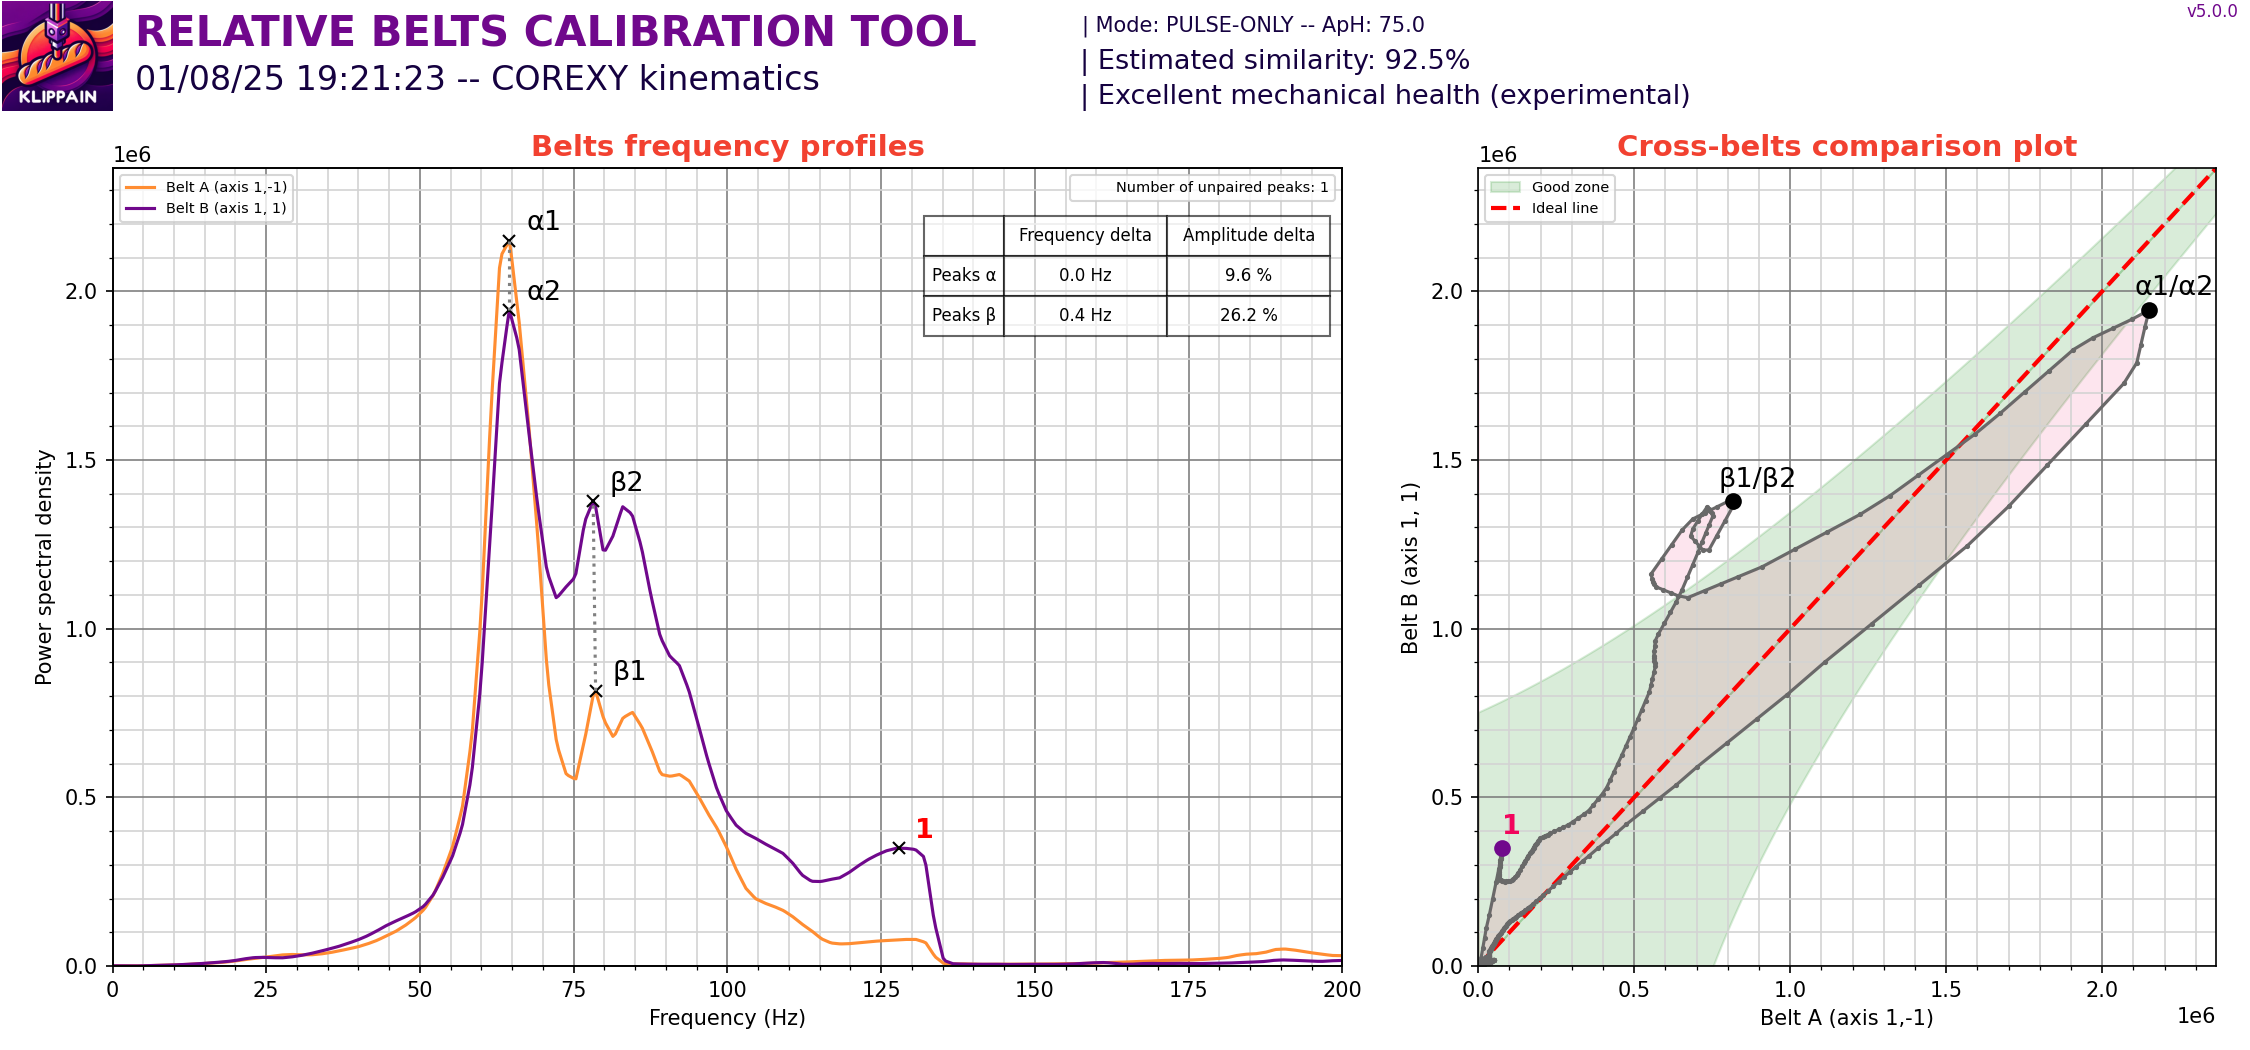 KLIPPAIN
RELATIVE BELTS CALIBRATION TOOL
01/08/25 19:21:23 -- COREXY kinematics
| Mode: PULSE-ONLY -- ApH: 75.0
| Estimated similarity: 92.5%
| Excellent mechanical health (experimental)
v5.0.0
Belts frequency profiles
1e6
Belt A (axis 1,-1)
Belt B (axis 1, 1)
Number of unpaired peaks: 1
Frequency delta Amplitude delta
Peaks α 0.0 Hz 9.6 %
Peaks β 0.4 Hz 26.2 %
α1
α2
β2
β1
1
Power spectral density
2.0
1.5
1.0
0.5
0.0
0 25 50 75 100 125 150 175 200
Frequency (Hz)
Cross-belts comparison plot
1e6
Good zone
Ideal line
α1/α2
β1/β2
1
Belt B (axis 1, 1)
2.0
1.5
1.0
0.5
0.0
0.0 0.5 1.0 1.5 2.0
Belt A (axis 1,-1)
1e6